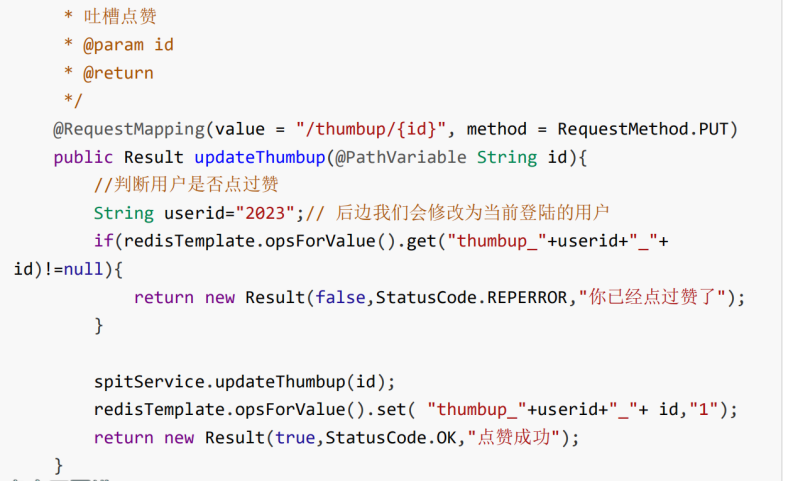 * 吐槽点赞
* @param id
* @return
*/
@RequestMapping(value = "/thumbup/{id}", method = RequestMethod.PUT)
public Result updateThumbup(@PathVariable String id){
//判断用户是否点过赞
String userid="2023";// 后边我们会修改为当前登陆的用户
if(redisTemplate.opsForValue().get("thumbup_"+userid+"_"+
id)!=null){
return new Result(false,StatusCode.REPERROR,"你已经点过赞了");
}
spitService.updateThumbup(id);
redisTemplate.opsForValue().set( "thumbup_"+userid+"_"+ id,"1");
return new Result(true,StatusCode.OK,"点赞成功");
}